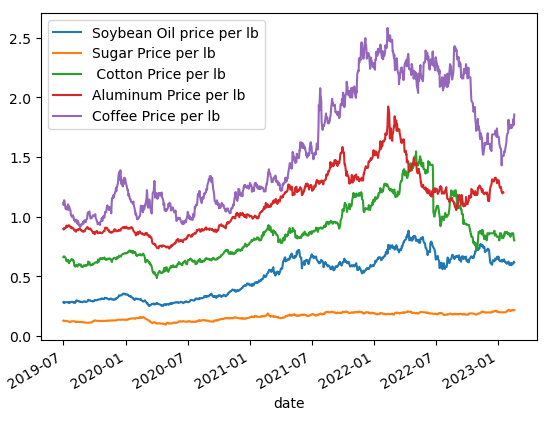 Soybean Oil price per lb
Sugar Price per lb
Cotton Price per lb
Aluminum Price per lb
Coffee Price per lb
2.5
2.0
1.5
1.0
0.5
0.0
2019-07
2020-01
2020-07
2021-01
2021-07
2022-01
2022-07
2023-01
date